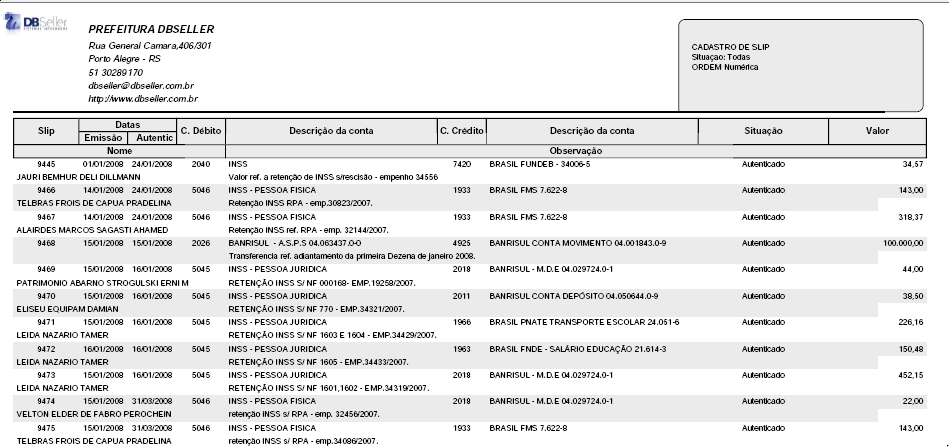 DBSeller
PREFEITURA DBSELLER
Rua General Camara,406/301
Porto Alegre - RS
51 30289170
dbseller@dbseller.com.br
http://www.dbseller.com.br
CADASTRO DE SLIP
Situação: Todas
ORDEM Numérica
Slip Datas C. Débito Descrição da conta C. Crédito Descrição da conta Situação Valor
Emissão Autentic
Nome Observação
9445 01/01/2008 24/01/2008 2040 INSS 7420 BRASIL FUNDEB - 34006-5 Autenticado 34,57
JAURI BEMHUR DELI DILLMANN Valor ref. a retenção de INSS s/rescisão - empenho 34556
9466 14/01/2008 24/01/2008 5046 INSS - PESSOA FISICA 1933 BRASIL FMS 7.622-8 Autenticado 143,00
TELBRAS FROIS DE CAPUA PRADELINA Retenção INSS RPA - emp.30823/2007.
9467 14/01/2008 24/01/2008 5046 INSS - PESSOA FISICA 1933 BRASIL FMS 7.622-8 Autenticado 318,37
ALAIRDES MARCOS SAGASTI AHAMED Retenção INSS ref. RPA - emp. 32144/2007.
9468 15/01/2008 15/01/2008 2026 BANRISUL - A.S.P.S 04.063437.0-0 4925 BANRISUL CONTA MOVIMENTO 04.001843.0-9 Autenticado 100.000,00
Transferencia ref. adiantamento da primeira Dezena de janeiro 2008.
9469 15/01/2008 16/01/2008 5045 INSS - PESSOA JURIDICA 2018 BANRISUL - M.D.E 04.029724.0-1 Autenticado 44,00
PATRIMONIO ABARNO STROGULSKI ERNI M RETENÇÃO INSS S/ NF 000168- EMP.19258/2007.
9470 15/01/2008 16/01/2008 5045 INSS - PESSOA JURIDICA 2011 BANRISUL CONTA DEPÓSITO 04.050644.0-9 Autenticado 38,50
ELISEU EQUIPAM DAMIAN RETENÇÃO INSS S/ NF 770 - EMP.34321/2007.
9471 15/01/2008 16/01/2008 5045 INSS - PESSOA JURIDICA 1966 BRASIL PNATE TRANSPORTE ESCOLAR 24.051-6 Autenticado 226,16
LEIDA NAZARIO TAMER RETENÇÃO INSS S/ NF 1603 E 1604 - EMP.34429/2007.
9472 16/01/2008 16/01/2008 5045 INSS - PESSOA JURIDICA 1963 BRASIL FNDE - SALÁRIO EDUCAÇÃO 21.614-3 Autenticado 150,48
LEIDA NAZARIO TAMER RETENÇÃO INSS S/ NF 1605 - EMP.34433/2007.
9473 15/01/2008 16/01/2008 5045 INSS - PESSOA JURIDICA 2018 BANRISUL - M.D.E 04.029724.0-1 Autenticado 452,15
LEIDA NAZARIO TAMER RETENÇÃO INSS S/ NF 1601,1602 - EMP.34319/2007.
9474 15/01/2008 31/03/2008 5046 INSS - PESSOA FISICA 2018 BANRISUL - M.D.E 04.029724.0-1 Autenticado 22,00
VELTON ELDER DE FABRO PEROCHEIN retenção INSS s/ RPA - emp. 32456/2007.
9475 15/01/2008 31/03/2008 5046 INSS - PESSOA FISICA 1933 BRASIL FMS 7.622-8 Autenticado 143,00
TELBRAS FROIS DE CAPUA PRADELINA retenção INSS s/ RPA - emp.34086/2007.